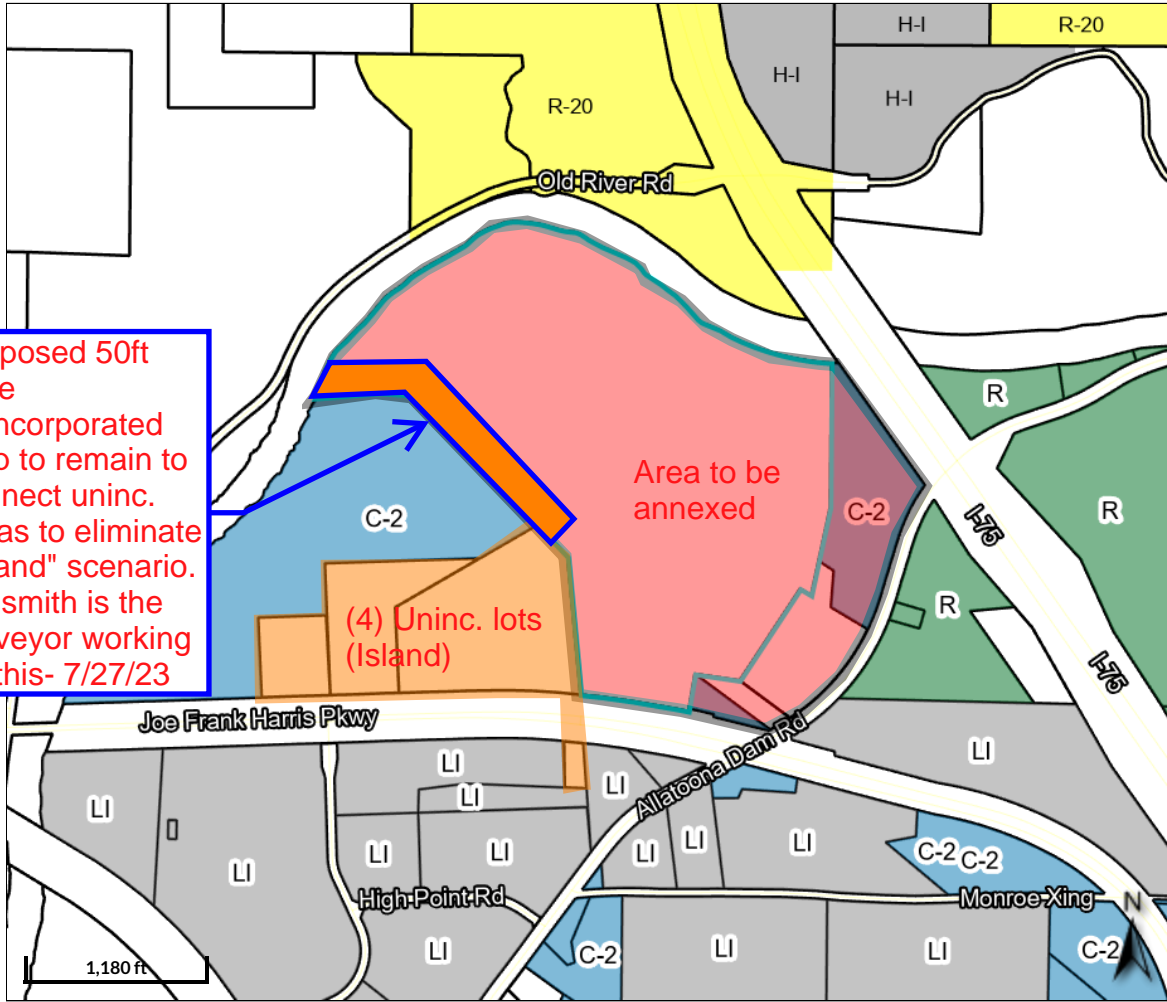 H-I
R-20
H-I
H-I
R-20
Old River Rd
posed 50ft
e
ncorporated
o to remain to
nect uninc.
as to eliminate
and" scenario.
smith is the
veyor working
this- 7/27/23
R
Area to be
annexed
C-2
C-2
I-75
R
R
(4) Uninc. lots
(Island)
I-75
Joe Frank Harris Pkwy
LI
LI
LI
LI
LI
Allatoona Dam Rd
LI
LI
LI
LI
LI
LI
LI
C-2
C-2
High Point Rd
Monroe Xing
N
LI
C-2
LI
LI
C-2
1,180 ft